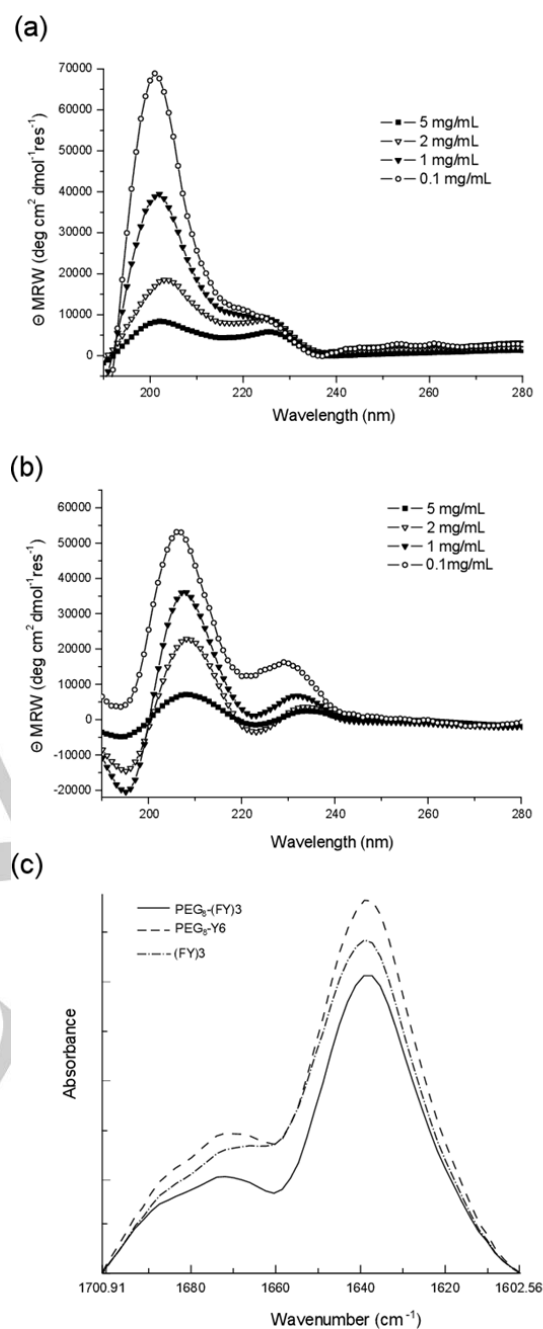 (a)
70000
60000
50000
40000
30000
20000
10000
0
Θ MRW (deg cm² dmol⁻¹res⁻¹)
5 mg/mL
2 mg/mL
1 mg/mL
0.1 mg/mL
200 220 240 260 280
Wavelength (nm)
(b)
60000
50000
40000
30000
20000
10000
0
-10000
-20000
Θ MRW (deg cm² dmol⁻¹res⁻¹)
5 mg/mL
2 mg/mL
1 mg/mL
0.1mg/mL
200 220 240 260 280
Wavelength (nm)
(c)
PEG₈-(FY)3
PEG₈-Y6
(FY)3
Absorbance
1700.91 1680 1660 1640 1620 1602.56
Wavenumber (cm⁻¹)